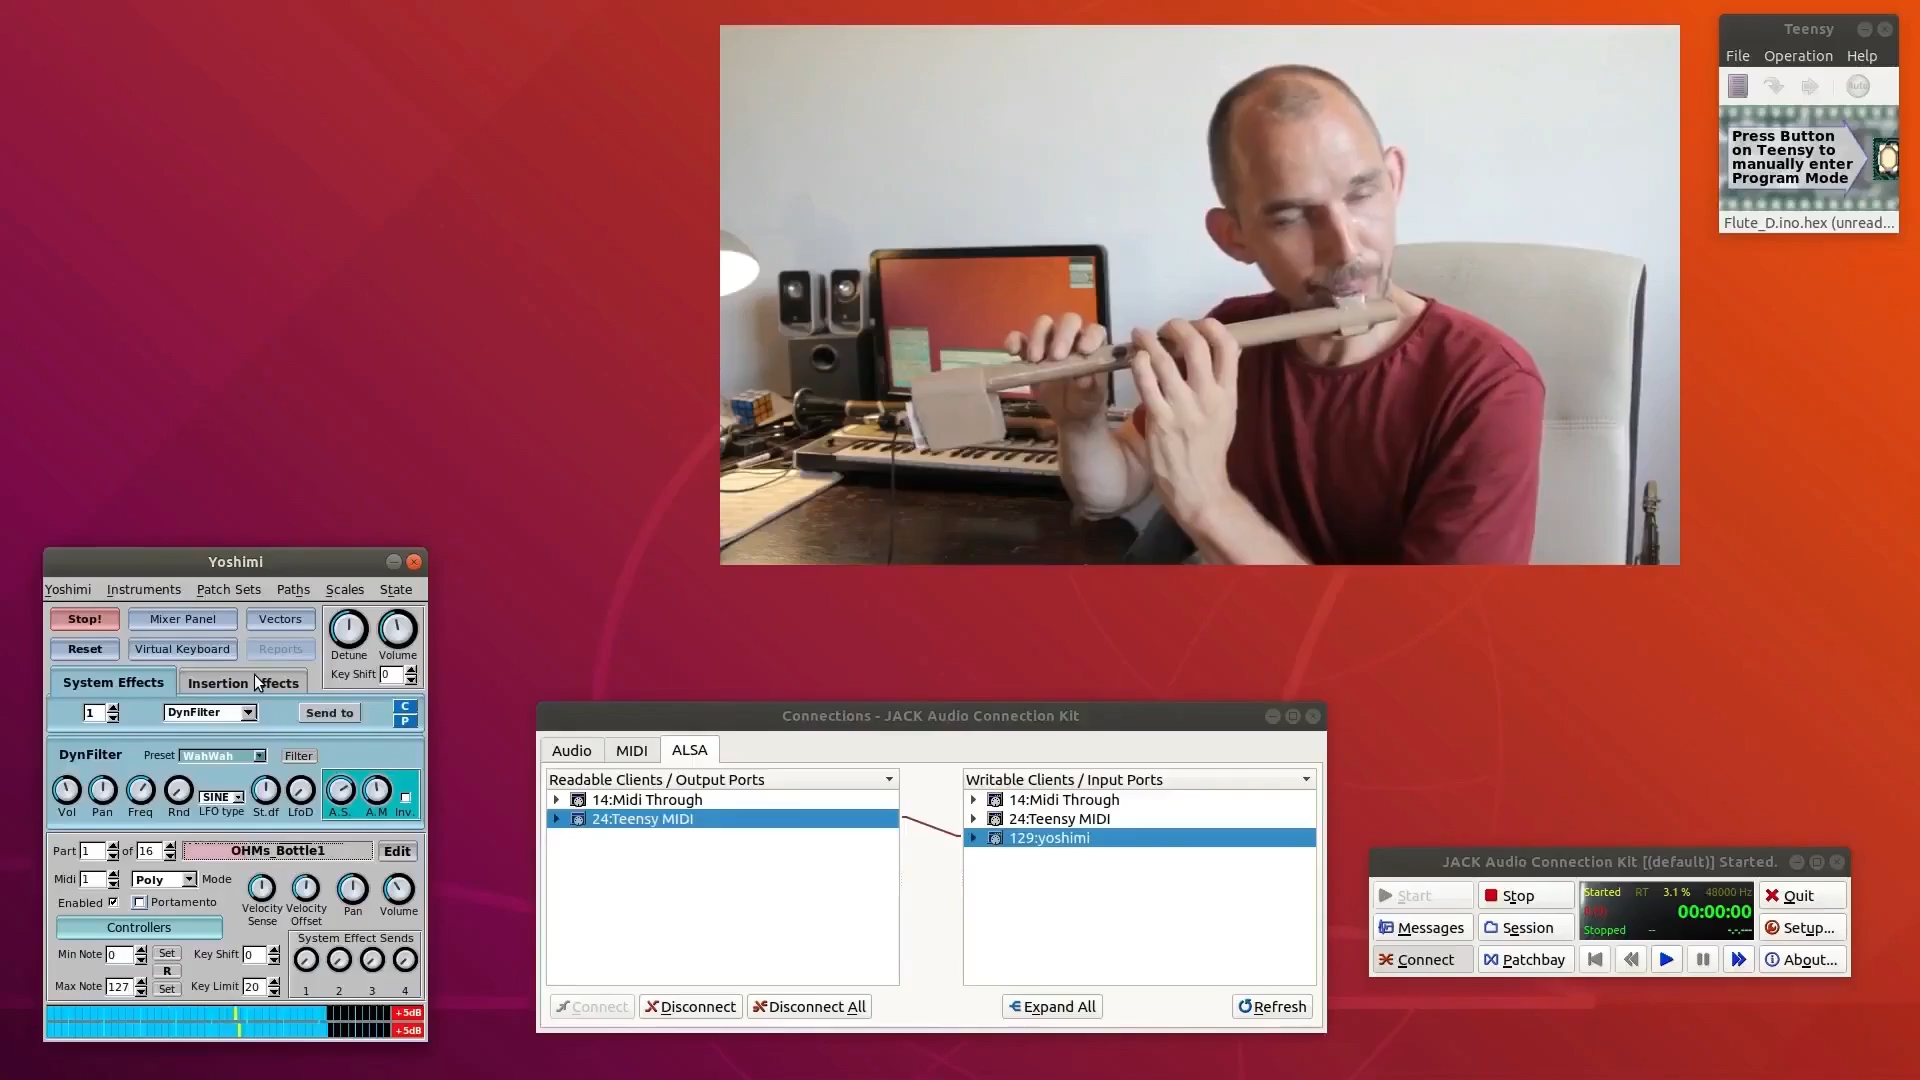 Teensy
File Operation Help
Auto
Press Button
on Teensy to
manually enter
Program Mode
Flute_D.ino.hex (unread...
Yoshimi
Yoshimi Instruments Patch Sets Paths Scales State
Stop! Mixer Panel Vectors
Reset Virtual Keyboard Reports
Detune Volume
Key Shift 0
System Effects Insertion Effects
1 DynFilter Send to C
P
DynFilter Preset WahWah Filter
SINE
Vol Pan Freq Rnd LFO type St.df LfoD A.S. A.M Inv.
Part 1 of 16 OHMs_Bottle1 Edit
Midi 1 Poly Mode
Enabled Portamento
Velocity Sense Velocity Offset Pan Volume
Controllers
System Effect Sends
Min Note 0 Set Key Shift 0
R
Max Note 127 Set Key Limit 20
1 2 3 4
+5dB
+5dB
Connections - JACK Audio Connection Kit
Audio MIDI ALSA
Readable Clients / Output Ports
14:Midi Through
24:Teensy MIDI
Writable Clients / Input Ports
14:Midi Through
24:Teensy MIDI
129:yoshimi
Connect Disconnect Disconnect All Expand All Refresh
JACK Audio Connection Kit [(default)] Started.
Start Stop Started RT 3.1 % 48000 Hz Quit
00:00:00
Messages Session Stopped -- -.-.--- Setup...
Connect Patchbay About...